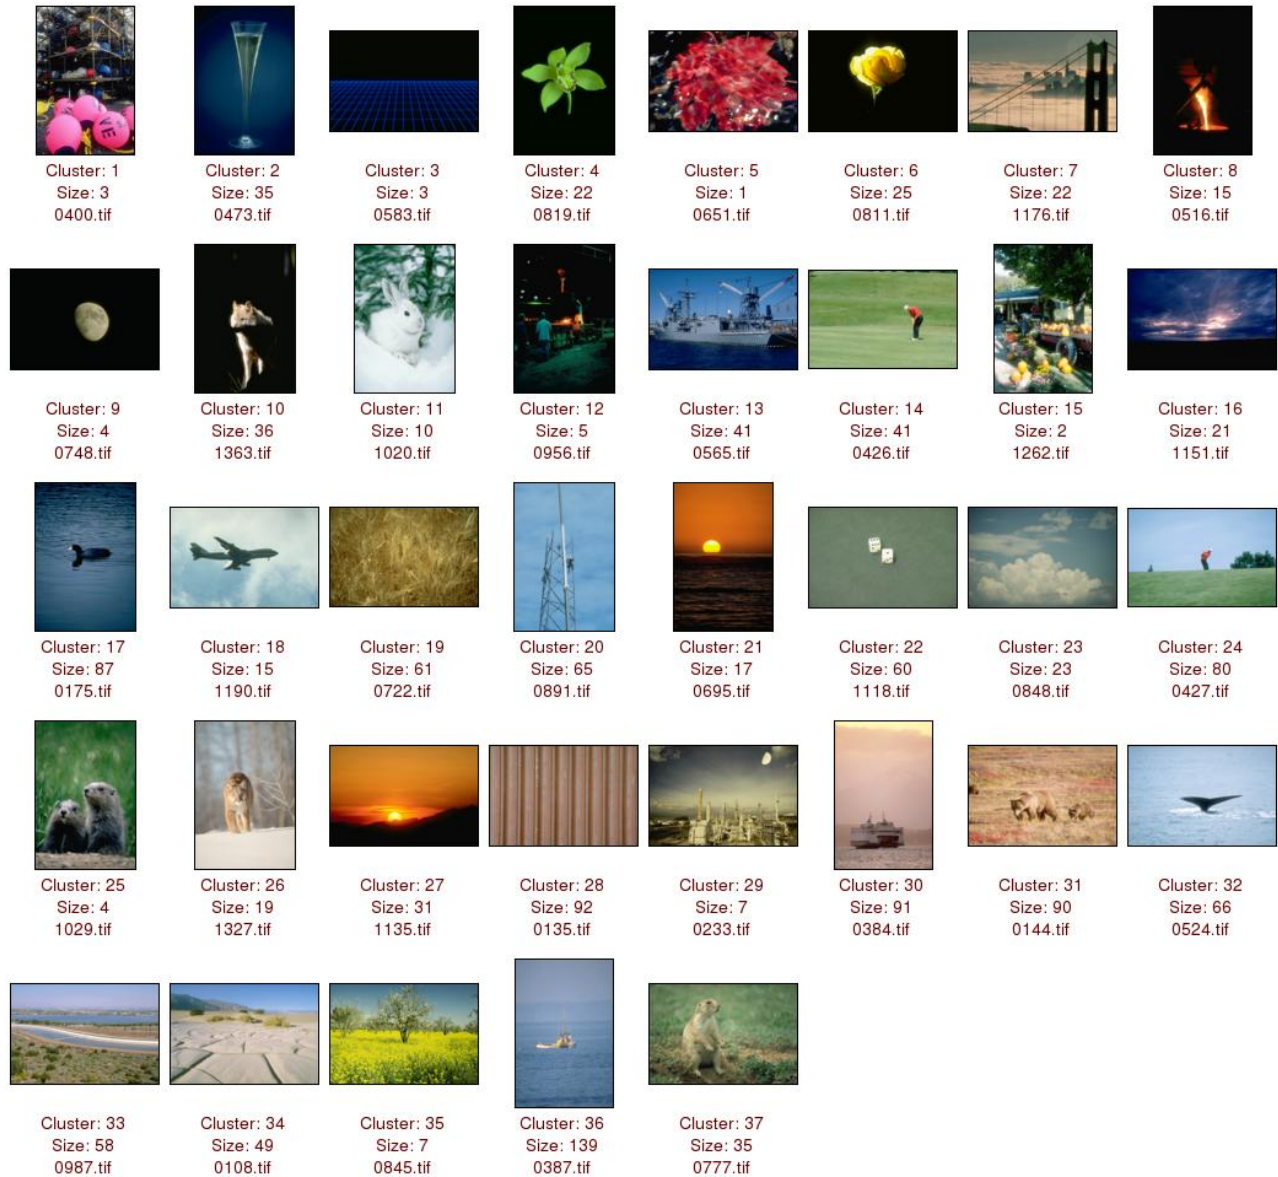 VE
Cluster: 1
Size: 3
0400.tif
Cluster: 2
Size: 35
0473.tif
Cluster: 3
Size: 3
0583.tif
Cluster: 4
Size: 22
0819.tif
Cluster: 5
Size: 1
0651.tif
Cluster: 6
Size: 25
0811.tif
Cluster: 7
Size: 22
1176.tif
Cluster: 8
Size: 15
0516.tif
Cluster: 9
Size: 4
0748.tif
Cluster: 10
Size: 36
1363.tif
Cluster: 11
Size: 10
1020.tif
Cluster: 12
Size: 5
0956.tif
Cluster: 13
Size: 41
0565.tif
Cluster: 14
Size: 41
0426.tif
Cluster: 15
Size: 2
1262.tif
Cluster: 16
Size: 21
1151.tif
Cluster: 17
Size: 87
0175.tif
Cluster: 18
Size: 15
1190.tif
Cluster: 19
Size: 61
0722.tif
Cluster: 20
Size: 65
0891.tif
Cluster: 21
Size: 17
0695.tif
Cluster: 22
Size: 60
1118.tif
Cluster: 23
Size: 23
0848.tif
Cluster: 24
Size: 80
0427.tif
Cluster: 25
Size: 4
1029.tif
Cluster: 26
Size: 19
1327.tif
Cluster: 27
Size: 31
1135.tif
Cluster: 28
Size: 92
0135.tif
Cluster: 29
Size: 7
0233.tif
Cluster: 30
Size: 91
0384.tif
Cluster: 31
Size: 90
0144.tif
Cluster: 32
Size: 66
0524.tif
Cluster: 33
Size: 58
0987.tif
Cluster: 34
Size: 49
0108.tif
Cluster: 35
Size: 7
0845.tif
Cluster: 36
Size: 139
0387.tif
Cluster: 37
Size: 35
0777.tif